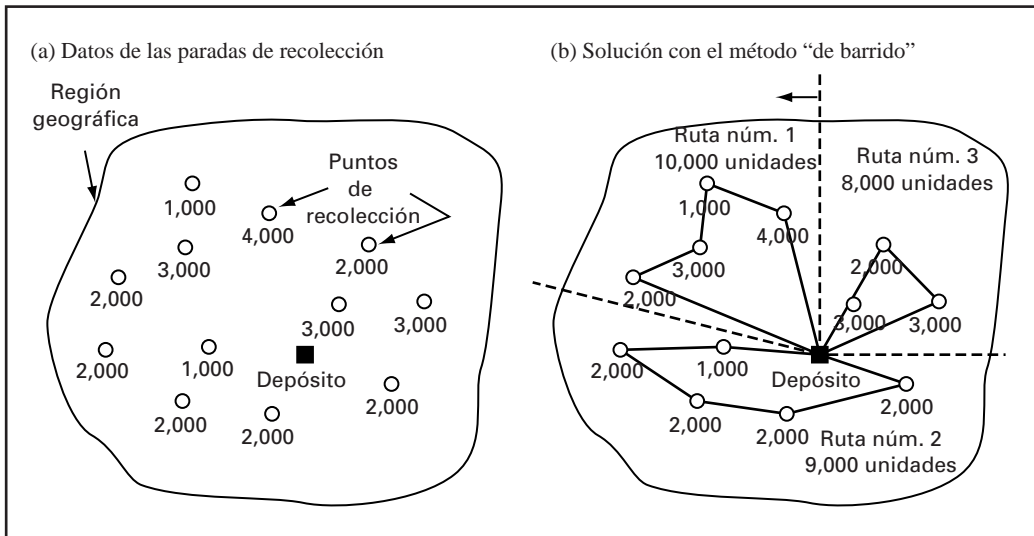 (a) Datos de las paradas de recolección
Región
geográfica
Puntos
de
recolección
1,000
4,000
3,000
2,000
2,000
3,000
3,000
2,000
1,000
Depósito
2,000
2,000
2,000
(b) Solución con el método “de barrido”
Ruta núm. 1
10,000 unidades
Ruta núm. 3
8,000 unidades
1,000
4,000
3,000
2,000
2,000
3,000
3,000
2,000
1,000
Depósito
2,000
2,000
2,000
Ruta núm. 2
9,000 unidades